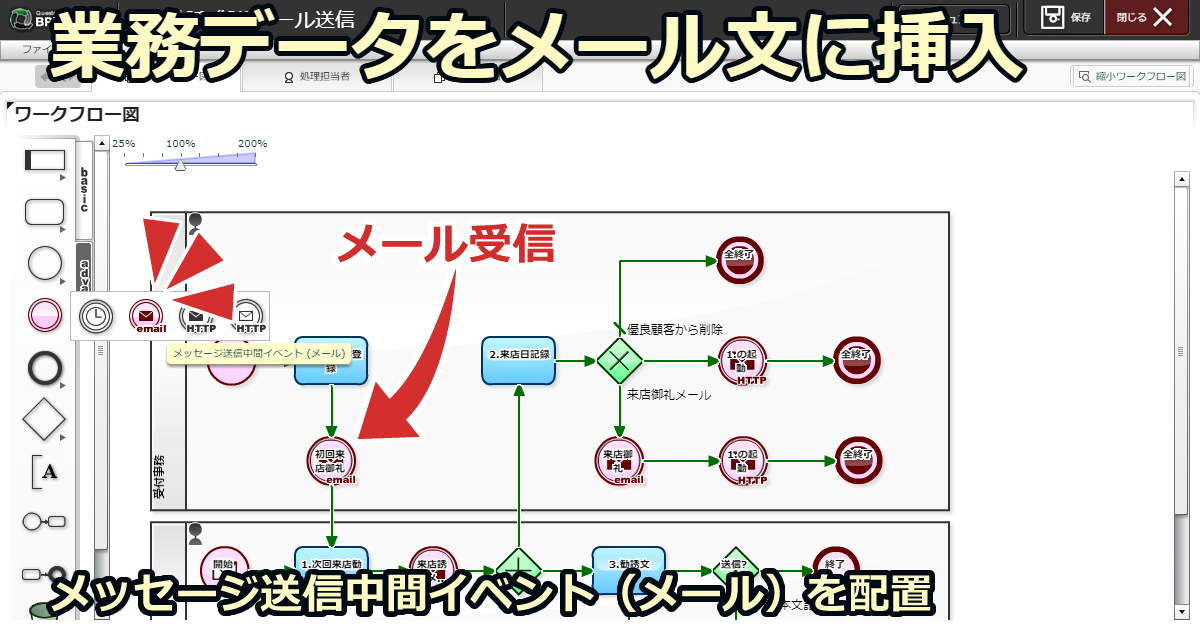 業務データをメール文に挿入
メール送信
保存
閉じる
ファイ
処理担当者
縮小ワークフロー図
ワークフロー図
25%
100%
200%
basic
adva
email
HTTP
HTTP
メッセージ送信中間イベント (メール)
メール受信
全終了
優良顧客から削除
登
録
2.来店日記録
1.の起
動
HTTP
全終了
来店御礼メール
初回来
店御礼
email
来店御
礼
email
1.の起
動
HTTP
全終了
受付事務
A
開始
1.次回来店勧
来店誘
3.勧誘文
送信?
終了
メッセージ送信中間イベント（メール）を配置